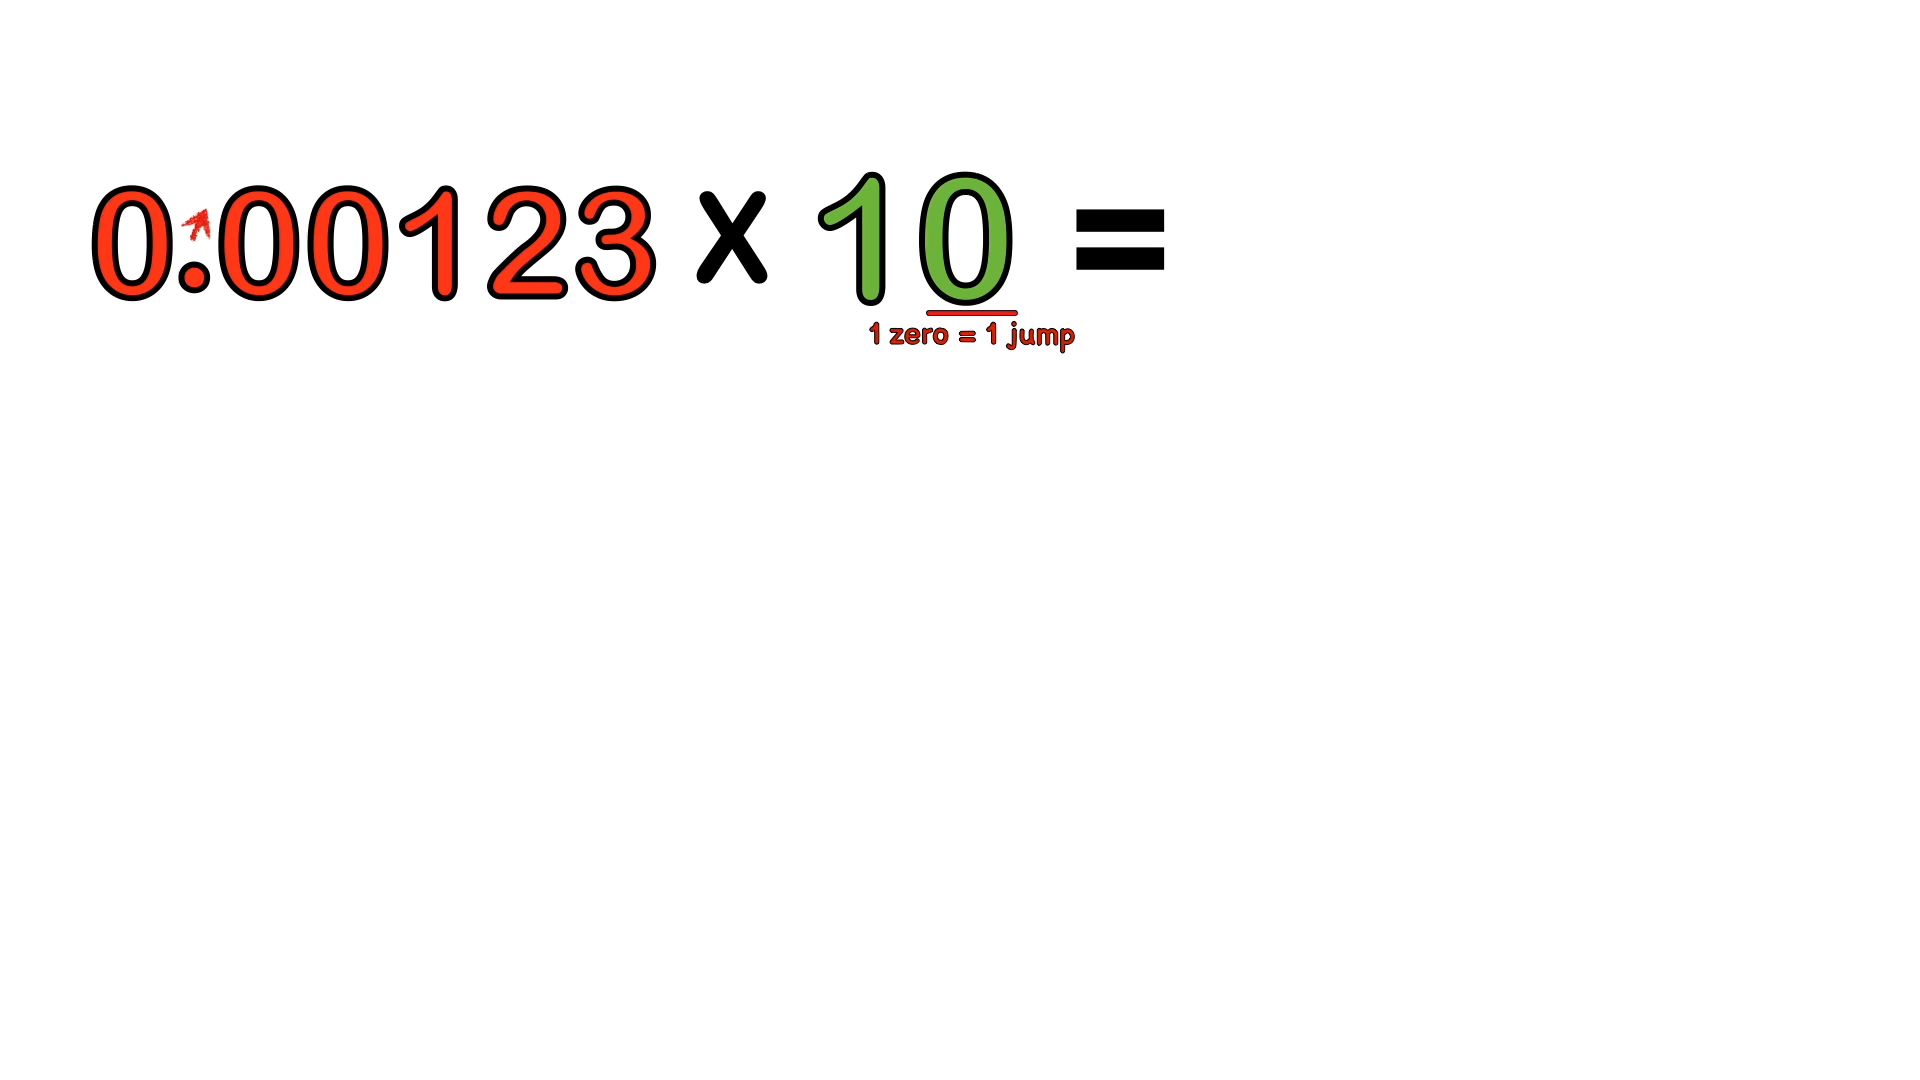 0.00123 x 10 =
1 zero = 1 jump